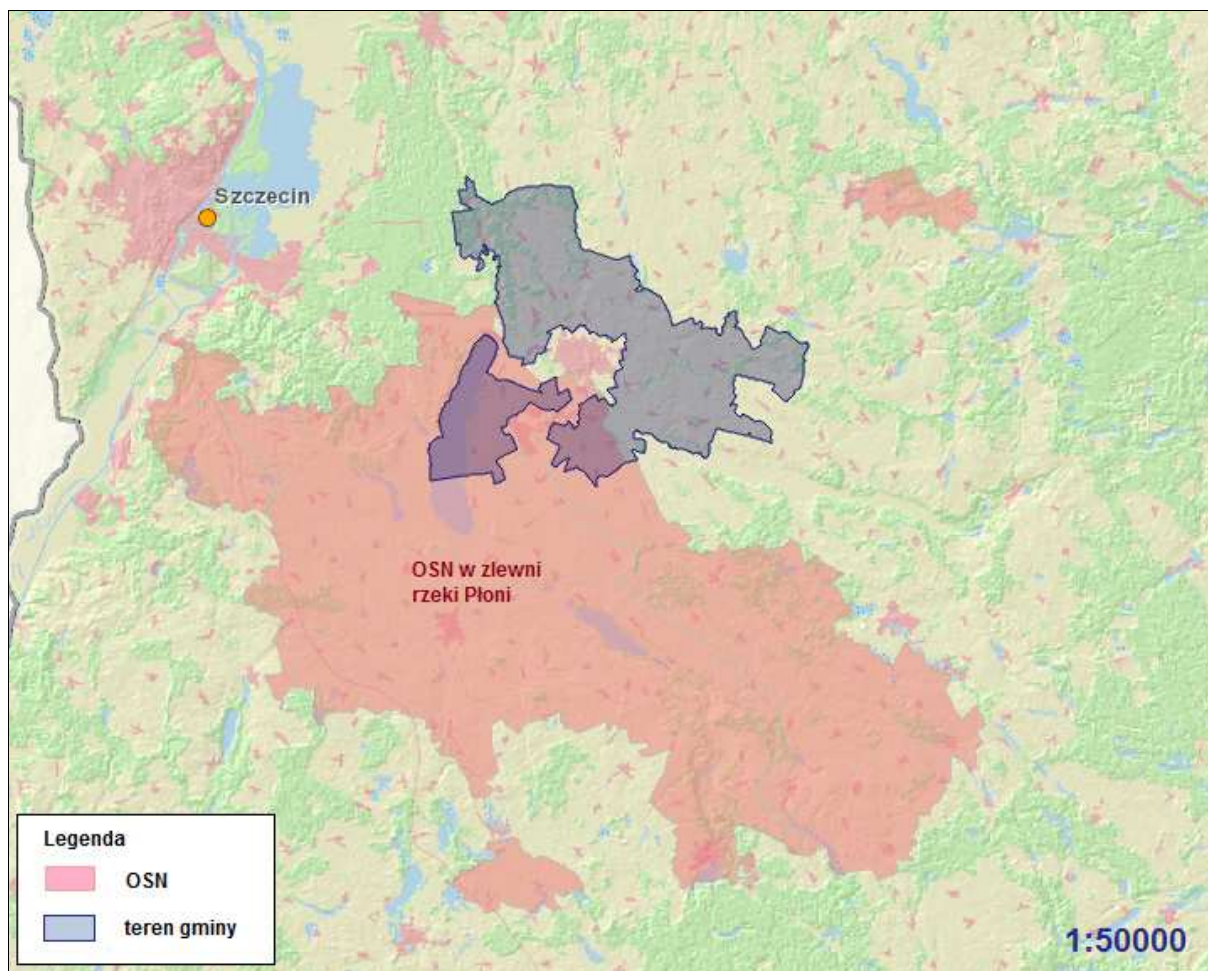 Szczecin
OSN w zlewni
rzeki Płoni
Legenda
OSN
teren gminy
1:50000